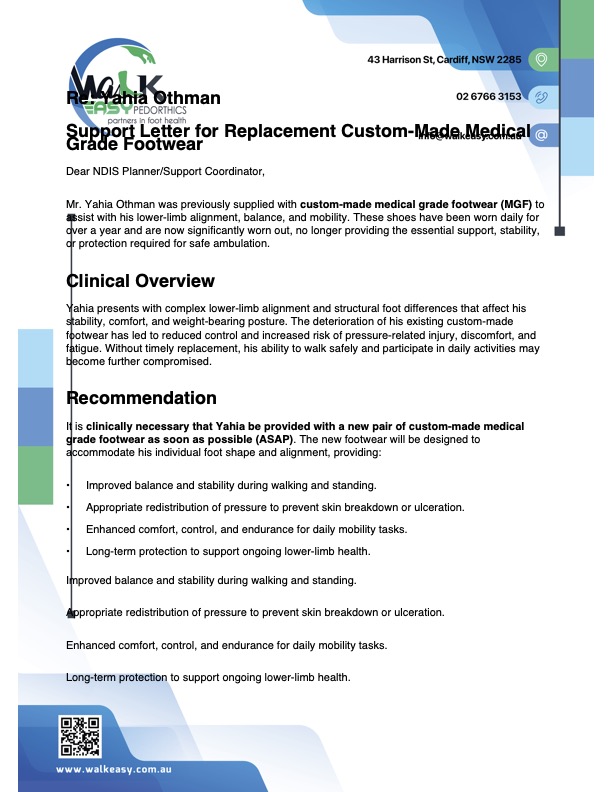 43 Harrison St, Cardiff, NSW 2285
Walk
EASY PEDORTHICS
partners in foot health
02 6766 3153
info@walkeasy.com.au
Re. Yahia Othman
Support Letter for Replacement Custom-Made Medical
Grade Footwear
Dear NDIS Planner/Support Coordinator,
Mr. Yahia Othman was previously supplied with custom-made medical grade footwear (MGF) to
assist with his lower-limb alignment, balance, and mobility. These shoes have been worn daily for
over a year and are now significantly worn out, no longer providing the essential support, stability,
or protection required for safe ambulation.
Clinical Overview
Yahia presents with complex lower-limb alignment and structural foot differences that affect his
stability, comfort, and weight-bearing posture. The deterioration of his existing custom-made
footwear has led to reduced control and increased risk of pressure-related injury, discomfort, and
fatigue. Without timely replacement, his ability to walk safely and participate in daily activities may
become further compromised.
Recommendation
It is clinically necessary that Yahia be provided with a new pair of custom-made medical
grade footwear as soon as possible (ASAP). The new footwear will be designed to
accommodate his individual foot shape and alignment, providing:
· Improved balance and stability during walking and standing.
· Appropriate redistribution of pressure to prevent skin breakdown or ulceration.
· Enhanced comfort, control, and endurance for daily mobility tasks.
· Long-term protection to support ongoing lower-limb health.
Improved balance and stability during walking and standing.
Appropriate redistribution of pressure to prevent skin breakdown or ulceration.
Enhanced comfort, control, and endurance for daily mobility tasks.
Long-term protection to support ongoing lower-limb health.
www.walkeasy.com.au